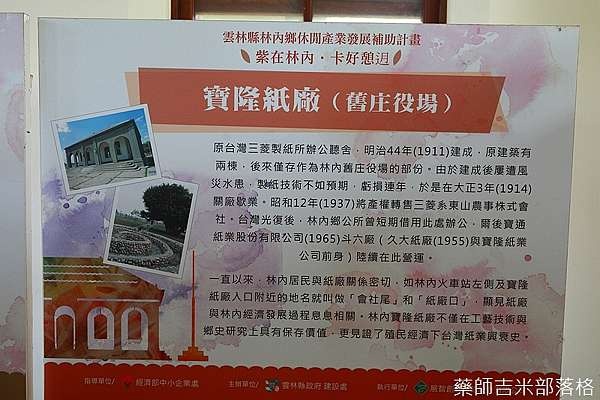 雲林縣林內鄉休閒產業發展補助計畫
紫在林內‧卡好憩迌
寶隆紙廠（舊庄役場）
原台灣三菱製紙所辦公廳舍，明治44年(1911)建成，原建築有
兩棟，後來僅存作為林內舊庄役場的部份。由於建成後屢遭風
災水患，製紙技術不如預期，虧損連年，於是在大正3年(1914)
關廠歇業。昭和12年(1937)將產權轉售三菱系東山農事株式會
社。台灣光復後，林內鄉公所曾短期借用此處辦公，爾後寶通
紙業股份有限公司(1965)斗六廠（久大紙廠(1955)與寶隆紙業
公司前身）陸續在此營運。
一直以來，林內居民與紙廠關係密切，如林內火車站左側及寶隆
紙廠入口附近的地名就叫做「會社尾」和「紙廠口」，顯見紙廠
與林內經濟發展過程息息相關。林內寶隆紙廠不僅在工藝技術與
鄉史研究上具有保存價值，更見證了殖民經濟下台灣紙業興衰史。
指導單位/ 經濟部中小企業處 主辦單位/ 雲林縣政府 建設處 執行單位/
藥師吉米部落格